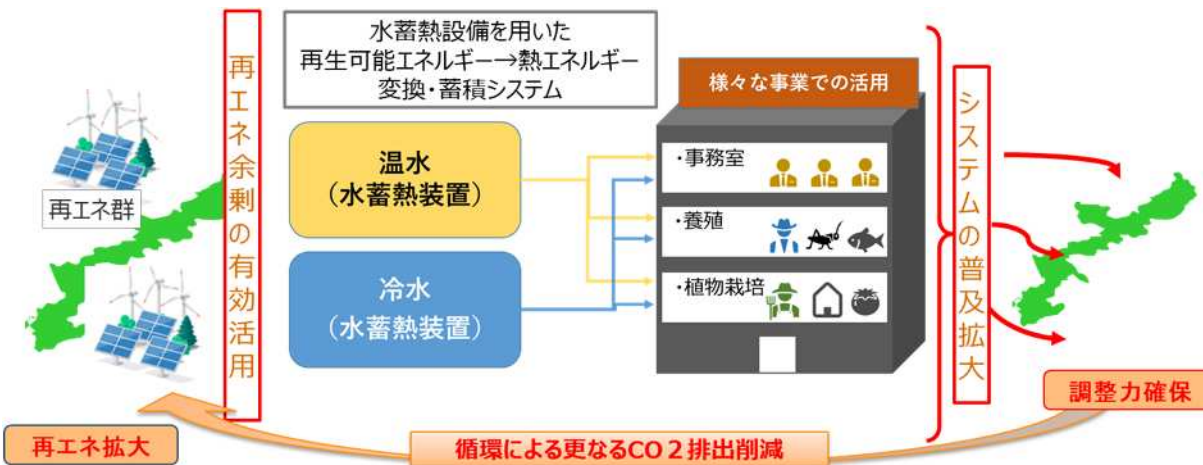 再エネ群
再エネ余剰の有効活用
水蓄熱設備を用いた
再生可能エネルギー→熱エネルギー
変換・蓄積システム
温水
（水蓄熱装置）
冷水
（水蓄熱装置）
様々な事業での活用
・事務室
・養殖
・植物栽培
システムの普及拡大
調整力確保
循環による更なるCO２排出削減
再エネ拡大